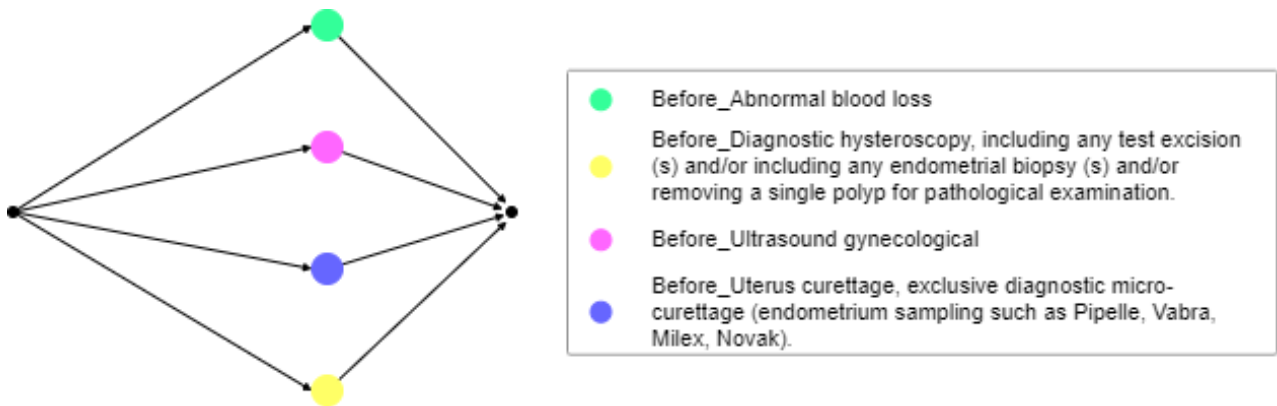 Before_Abnormal blood loss
Before_Diagnostic hysteroscopy, including any test excision
(s) and/or including any endometrial biopsy (s) and/or
removing a single polyp for pathological examination.
Before_Ultrasound gynecological
Before_Uterus curettage, exclusive diagnostic micro-
curettage (endometrium sampling such as Pipelle, Vabra,
Milex, Novak).